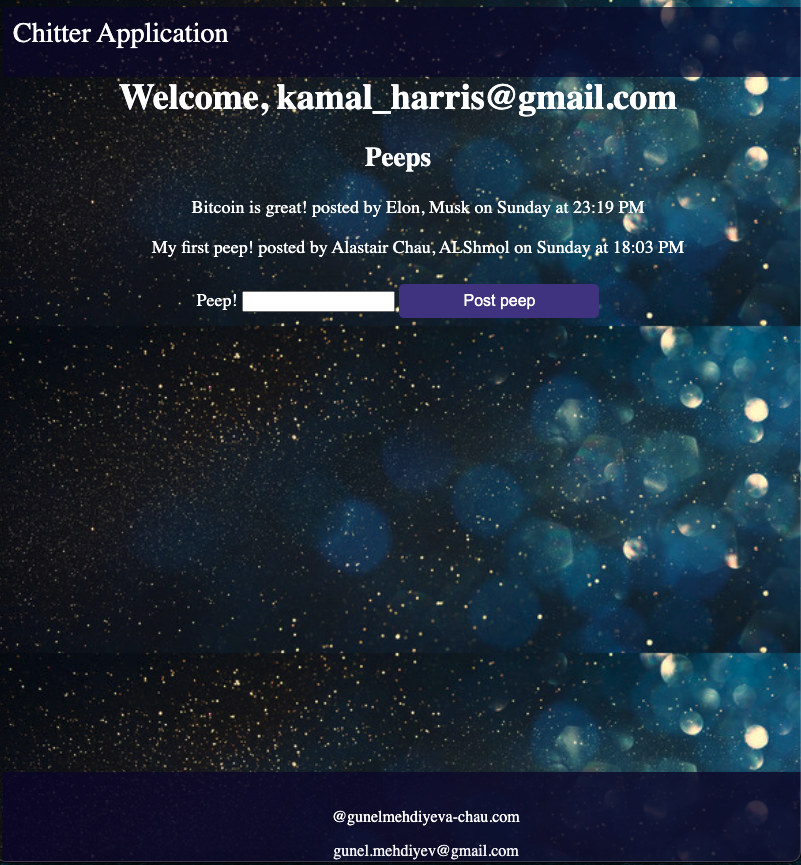 Chitter Application
Welcome, kamal_harris@gmail.com
Peeps
Bitcoin is great! posted by Elon, Musk on Sunday at 23:19 PM
My first peep! posted by Alastair Chau, ALShmol on Sunday at 18:03 PM
Peep! Post peep
@gunelmehdiyeva-chau.com
gunel.mehdiyev@gmail.com